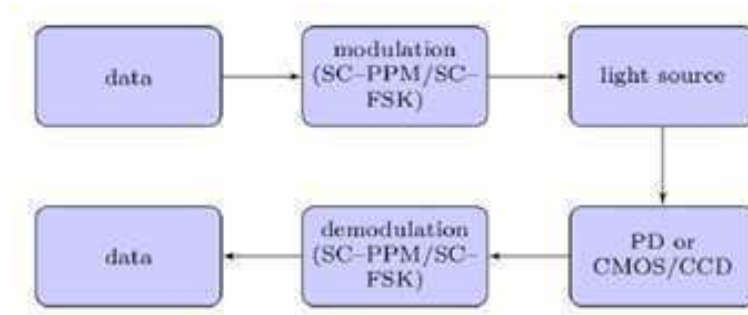 data
modulation
(SC–PPM/SC–
FSK)
light source
data
demodulation
(SC–PPM/SC–
FSK)
PD or
CMOS/CCD